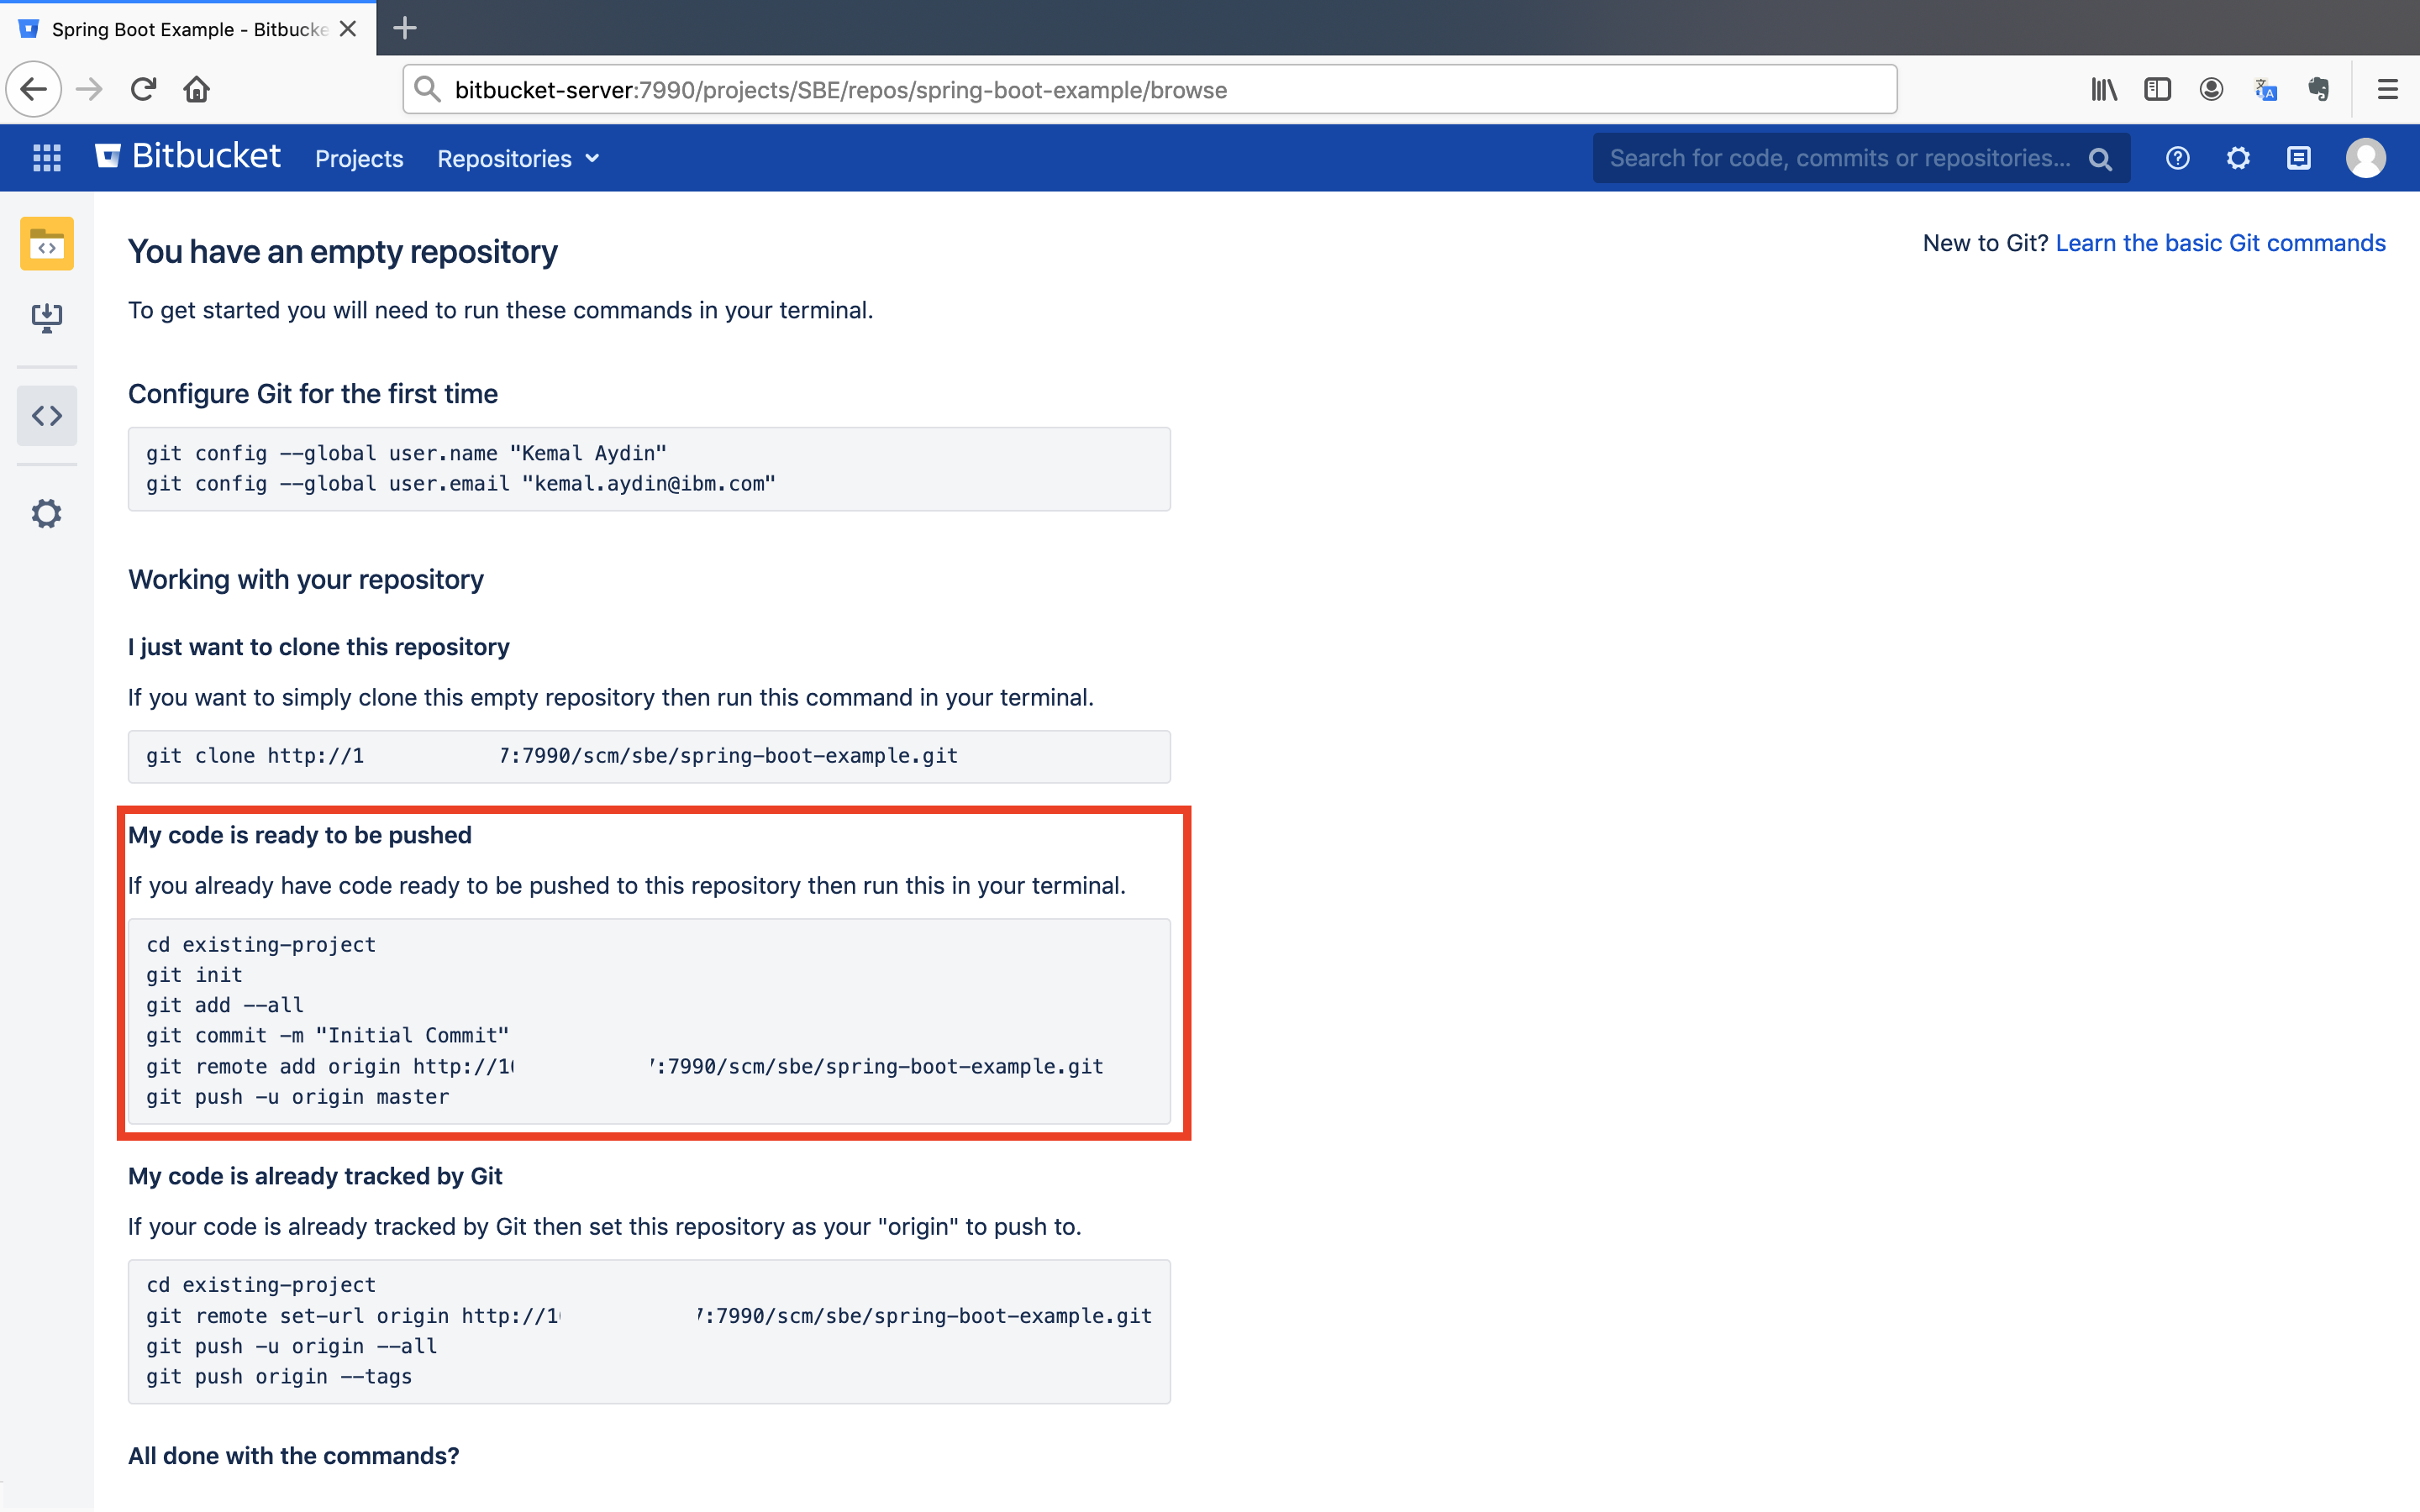 Spring Boot Example - Bitbucke
bitbucket-server:7990/projects/SBE/repos/spring-boot-example/browse
Bitbucket Projects Repositories Search for code, commits or repositories...
You have an empty repository
New to Git? Learn the basic Git commands
To get started you will need to run these commands in your terminal.
Configure Git for the first time
git config --global user.name "Kemal Aydin"
git config --global user.email "kemal.aydin@ibm.com"
Working with your repository
I just want to clone this repository
If you want to simply clone this empty repository then run this command in your terminal.
git clone http://1 7:7990/scm/sbe/spring-boot-example.git
My code is ready to be pushed
If you already have code ready to be pushed to this repository then run this in your terminal.
cd existing-project
git init
git add --all
git commit -m "Initial Commit"
git remote add origin http://1 :7990/scm/sbe/spring-boot-example.git
git push -u origin master
My code is already tracked by Git
If your code is already tracked by Git then set this repository as your "origin" to push to.
cd existing-project
git remote set-url origin http://1 :7990/scm/sbe/spring-boot-example.git
git push -u origin --all
git push origin --tags
All done with the commands?